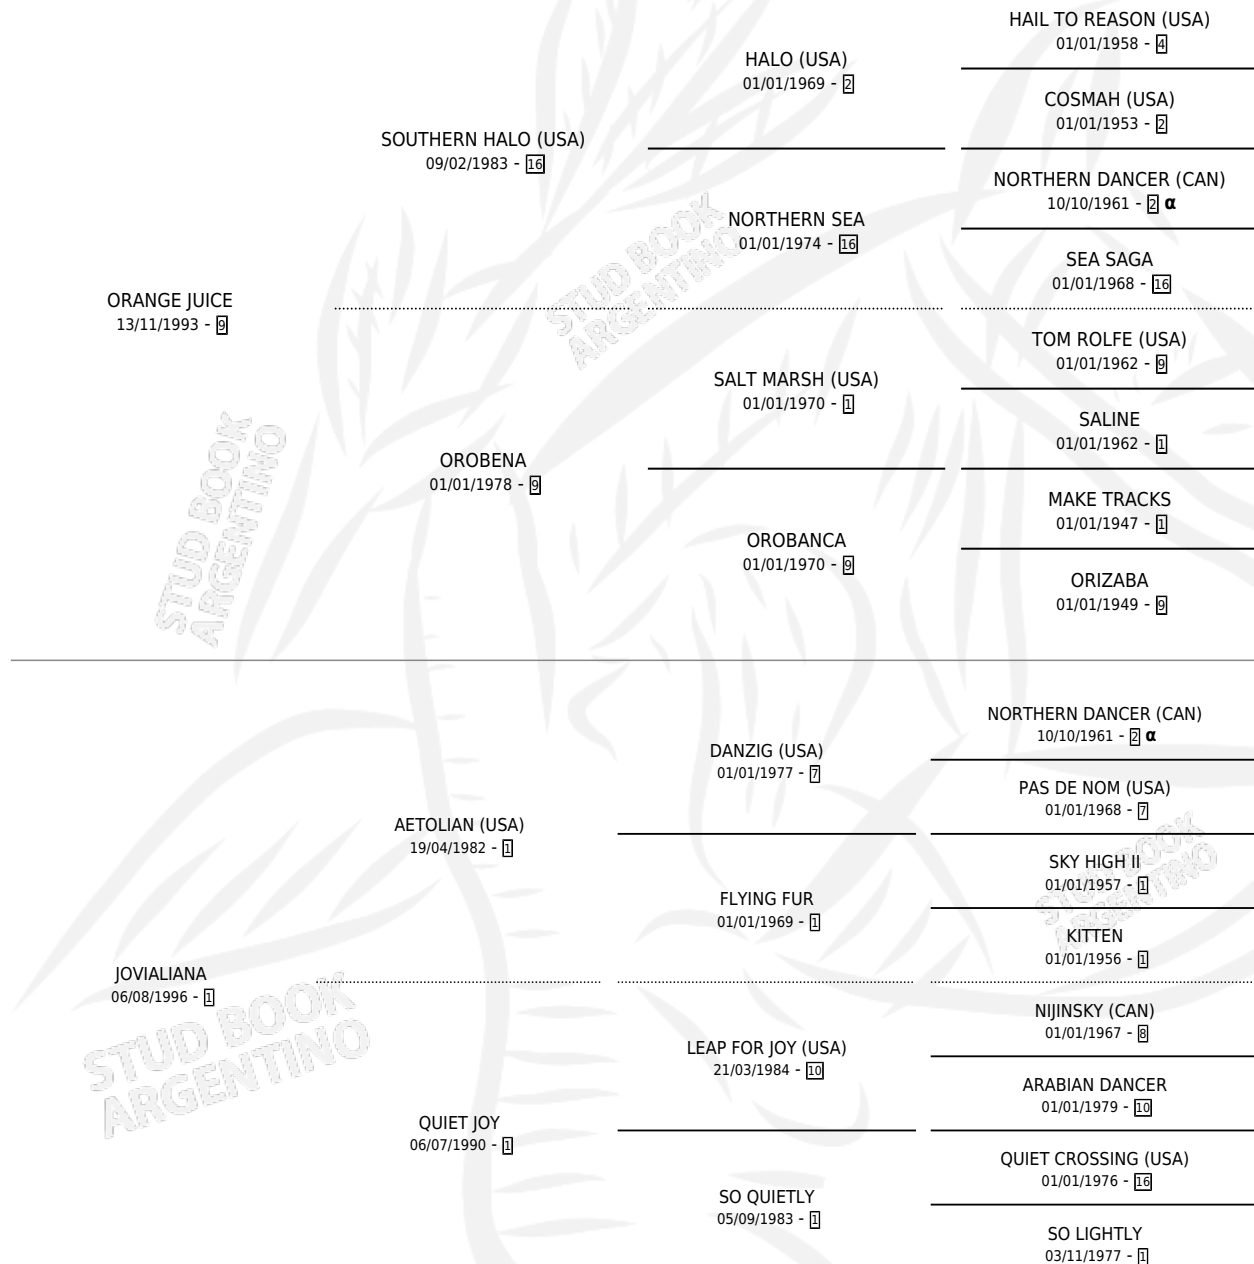 HAIL TO REASON (USA)
01/01/1958 - 4
HALO (USA)
01/01/1969 - 2
COSMAH (USA)
01/01/1953 - 2
SOUTHERN HALO (USA)
09/02/1983 - 16
NORTHERN DANCER (CAN)
10/10/1961 - 2 α
NORTHERN SEA
01/01/1974 - 16
SEA SAGA
01/01/1968 - 16
STUD BOOK
ARGENTINO
ORANGE JUICE
13/11/1993 - 9
TOM ROLFE (USA)
01/01/1962 - 9
SALT MARSH (USA)
01/01/1970 - 1
SALINE
01/01/1962 - 1
OROBENA
01/01/1978 - 9
MAKE TRACKS
01/01/1947 - 1
OROBANCA
01/01/1970 - 9
ORIZABA
01/01/1949 - 9
STUD BOOK
ARGENTINO
NORTHERN DANCER (CAN)
10/10/1961 - 2 α
DANZIG (USA)
01/01/1977 - 7
PAS DE NOM (USA)
01/01/1968 - 7
AETOLIAN (USA)
19/04/1982 - 1
SKY HIGH II
01/01/1957 - 1
FLYING FUR
01/01/1969 - 1
KITTEN
01/01/1956 - 1
STUD BOOK
ARGENTINO
JOVIALIANA
06/08/1996 - 1
NIJINSKY (CAN)
01/01/1967 - 8
LEAP FOR JOY (USA)
21/03/1984 - 10
ARABIAN DANCER
01/01/1979 - 10
QUIET JOY
06/07/1990 - 1
QUIET CROSSING (USA)
01/01/1976 - 16
SO QUIETLY
05/09/1983 - 1
SO LIGHTLY
03/11/1977 - 1
STUD BOOK
ARGENTINO